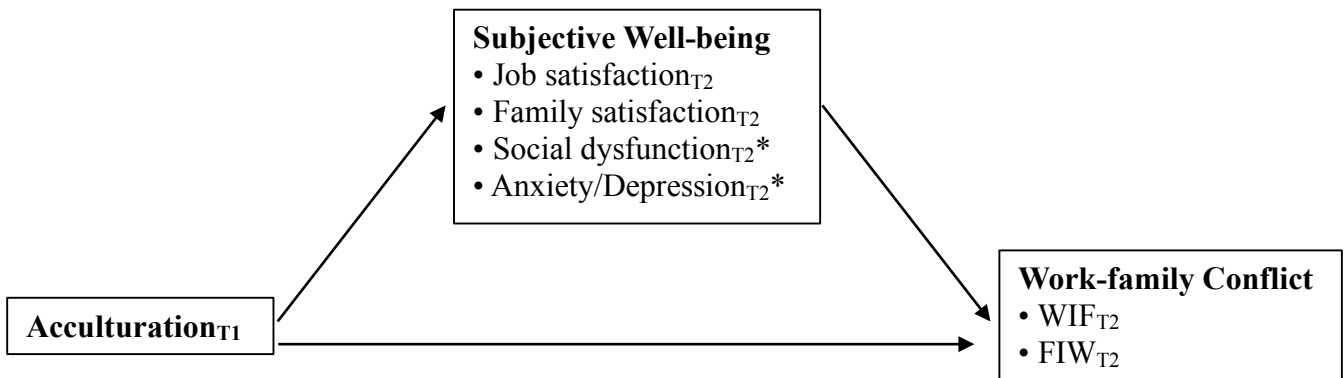 Subjective Well-being
• Job satisfactionT2
• Family satisfactionT2
• Social dysfunctionT2*
• Anxiety/DepressionT2*
Work-family Conflict
• WIFT2
• FIWT2
AcculturationT1